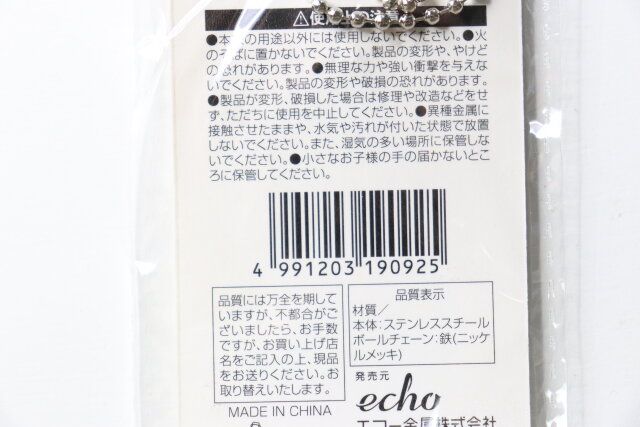 ⚠使用上の注意
●本来の用途以外には使用しないでください。●火
のそばに置かないでください。製品の変形や、やけど
の恐れがあります。●無理な力や強い衝撃を与えな
いでください。製品の変形や破損の恐れがあります。
●製品が変形、破損した場合は修理や改造などをせ
ず、ただちに使用を中止してください。●異種金属に
接触させたままや、水気や汚れが付いた状態で放置
しないでください。また、湿気の多い場所に保管しな
いでください。●小さなお子様の手の届かないとこ
ろに保管してください。
4 991203 190925
品質には万全を期して
いますが、不都合がご
ざいましたら、お手数
ですが、お買い上げ店
名をご記入の上、現品
をお送りください。お
取り替えいたします。
MADE IN CHINA
品質表示
材質/
本体:ステンレススチール
ボールチェーン:鉄(ニッケ
ルメッキ)
発売元
echo
エコー金属株式会社